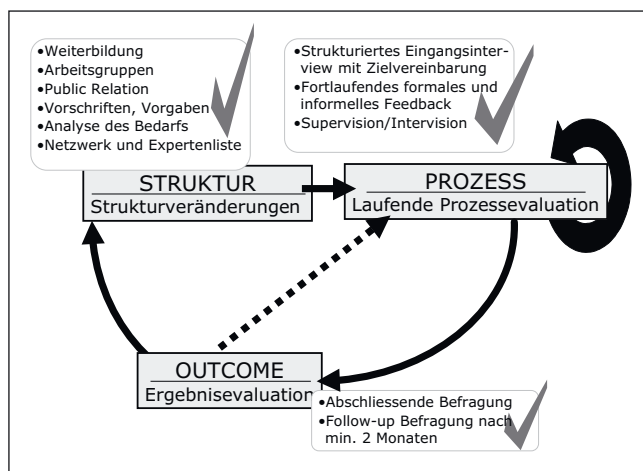 •Weiterbildung
•Arbeitsgruppen
•Public Relation
•Vorschriften, Vorgaben
•Analyse des Bedarfs
•Netzwerk und Expertenliste
•Strukturiertes Eingangsinter-
view mit Zielvereinbarung
•Fortlaufendes formales und
informelles Feedback
•Supervision/Intervision
STRUKTUR
Strukturveränderungen
PROZESS
Laufende Prozessevaluation
OUTCOME
Ergebnisevaluation
•Abschliessende Befragung
•Follow-up Befragung nach
min. 2 Monaten